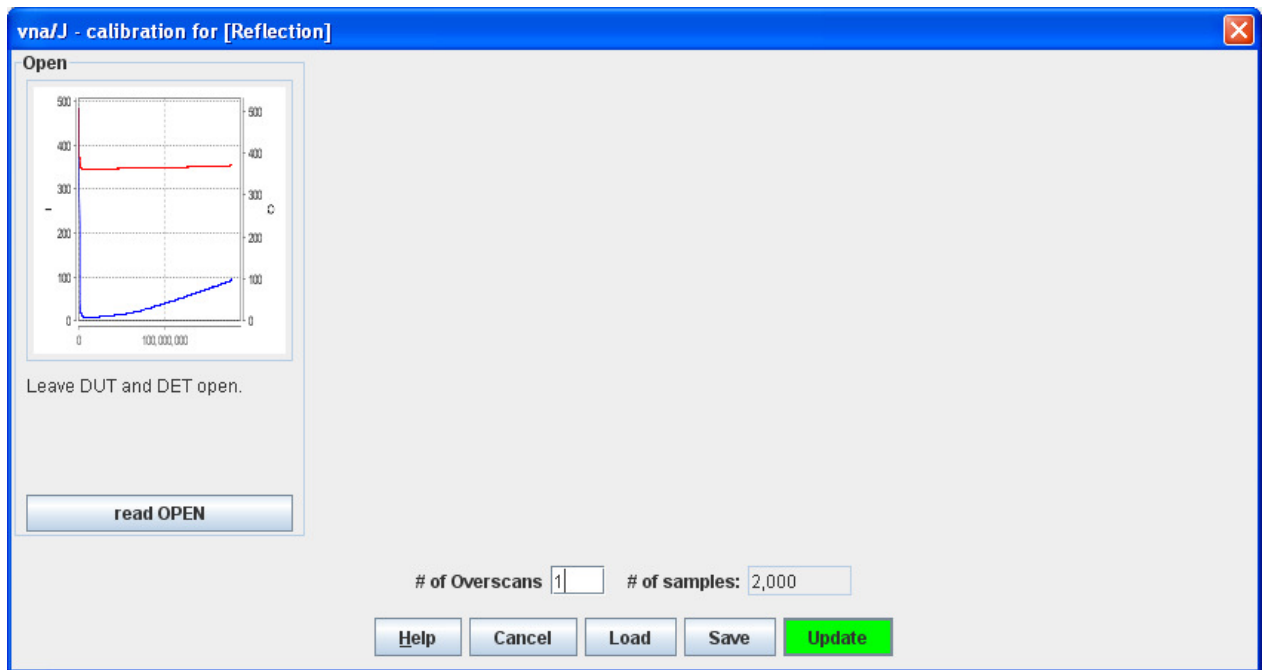 vna/J - calibration for [Reflection]
Open
500
400
300
200
100
0
500
400
300
200
100
0
0
100,000,000
Leave DUT and DET open.
read OPEN
# of Overscans 1 # of samples: 2,000
Help Cancel Load Save Update